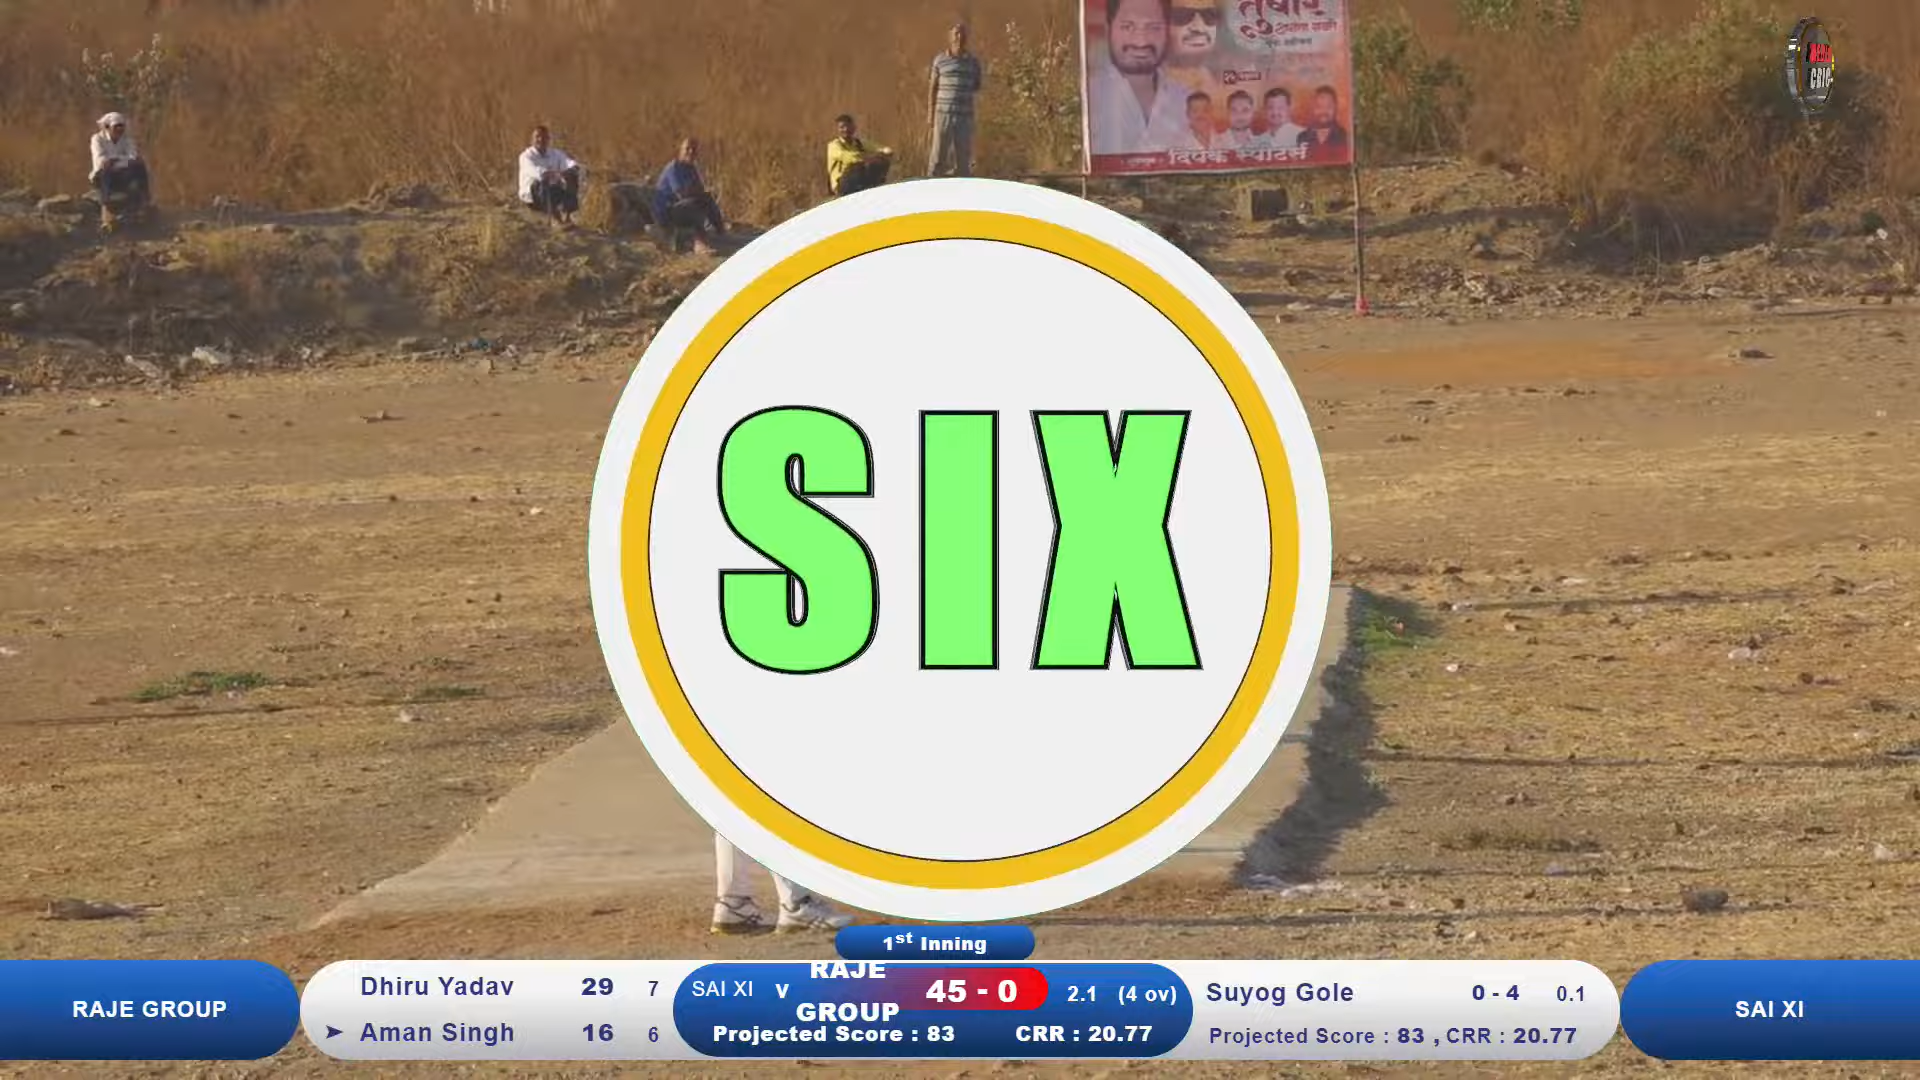 तुषार
दिपक स्पोर्ट्स
CRIC
SIX
1st Inning
RAJE GROUP
Dhiru Yadav 29 7
➤ Aman Singh 16 6
SAI XI v RAJE GROUP 45 - 0 2.1 (4 ov)
Projected Score : 83 CRR : 20.77
Suyog Gole 0 - 4 0.1
Projected Score : 83 , CRR : 20.77
SAI XI